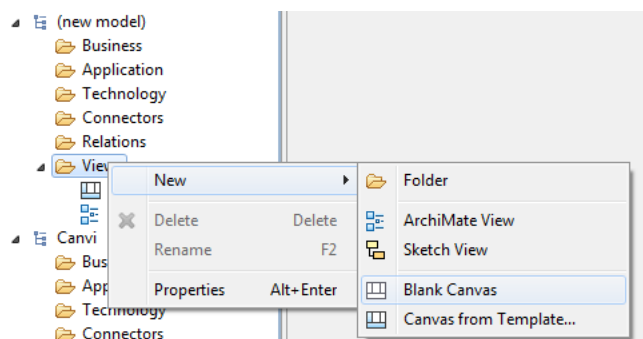 (new model)
Business
Application
Technology
Connectors
Relations
New
Folder
Delete Delete
ArchiMate View
Rename F2
Sketch View
Canvi
Properties Alt+Enter
Blank Canvas
Canvas from Template...
Technology
Connectors